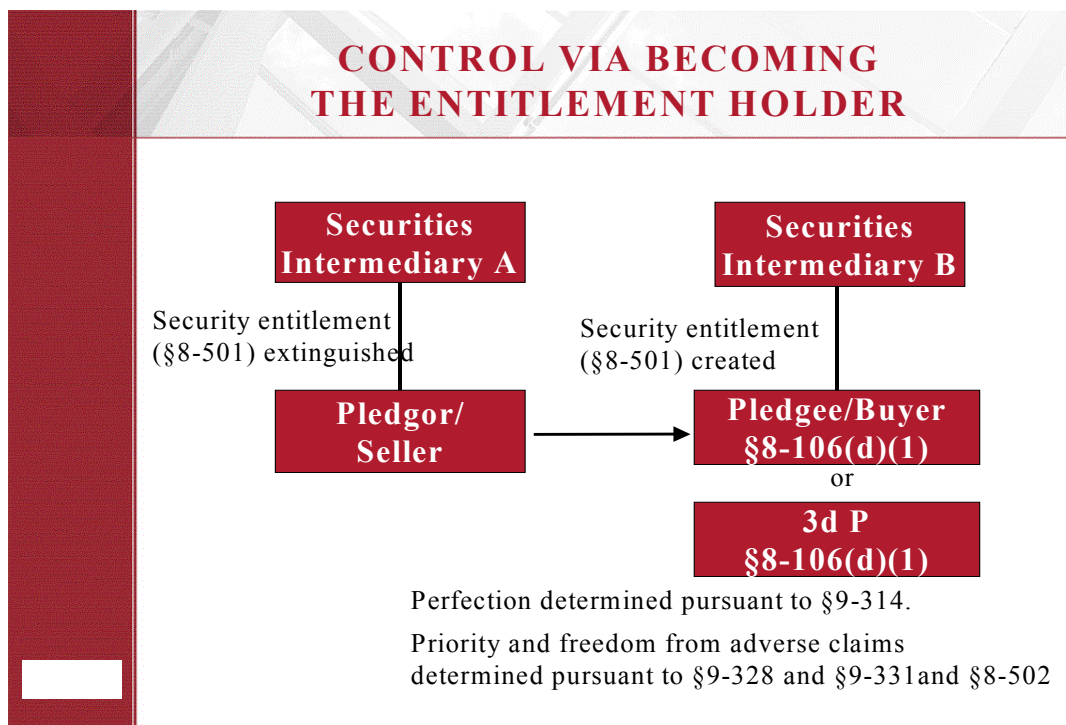 CONTROL VIA BECOMING
THE ENTITLEMENT HOLDER
Securities
Intermediary A
Securities
Intermediary B
Security entitlement
(§8-501) extinguished
Security entitlement
(§8-501) created
Pledgor/
Seller
Pledgee/Buyer
§8-106(d)(1)
or
3d P
§8-106(d)(1)
Perfection determined pursuant to §9-314.
Priority and freedom from adverse claims
determined pursuant to §9-328 and §9-331and §8-502